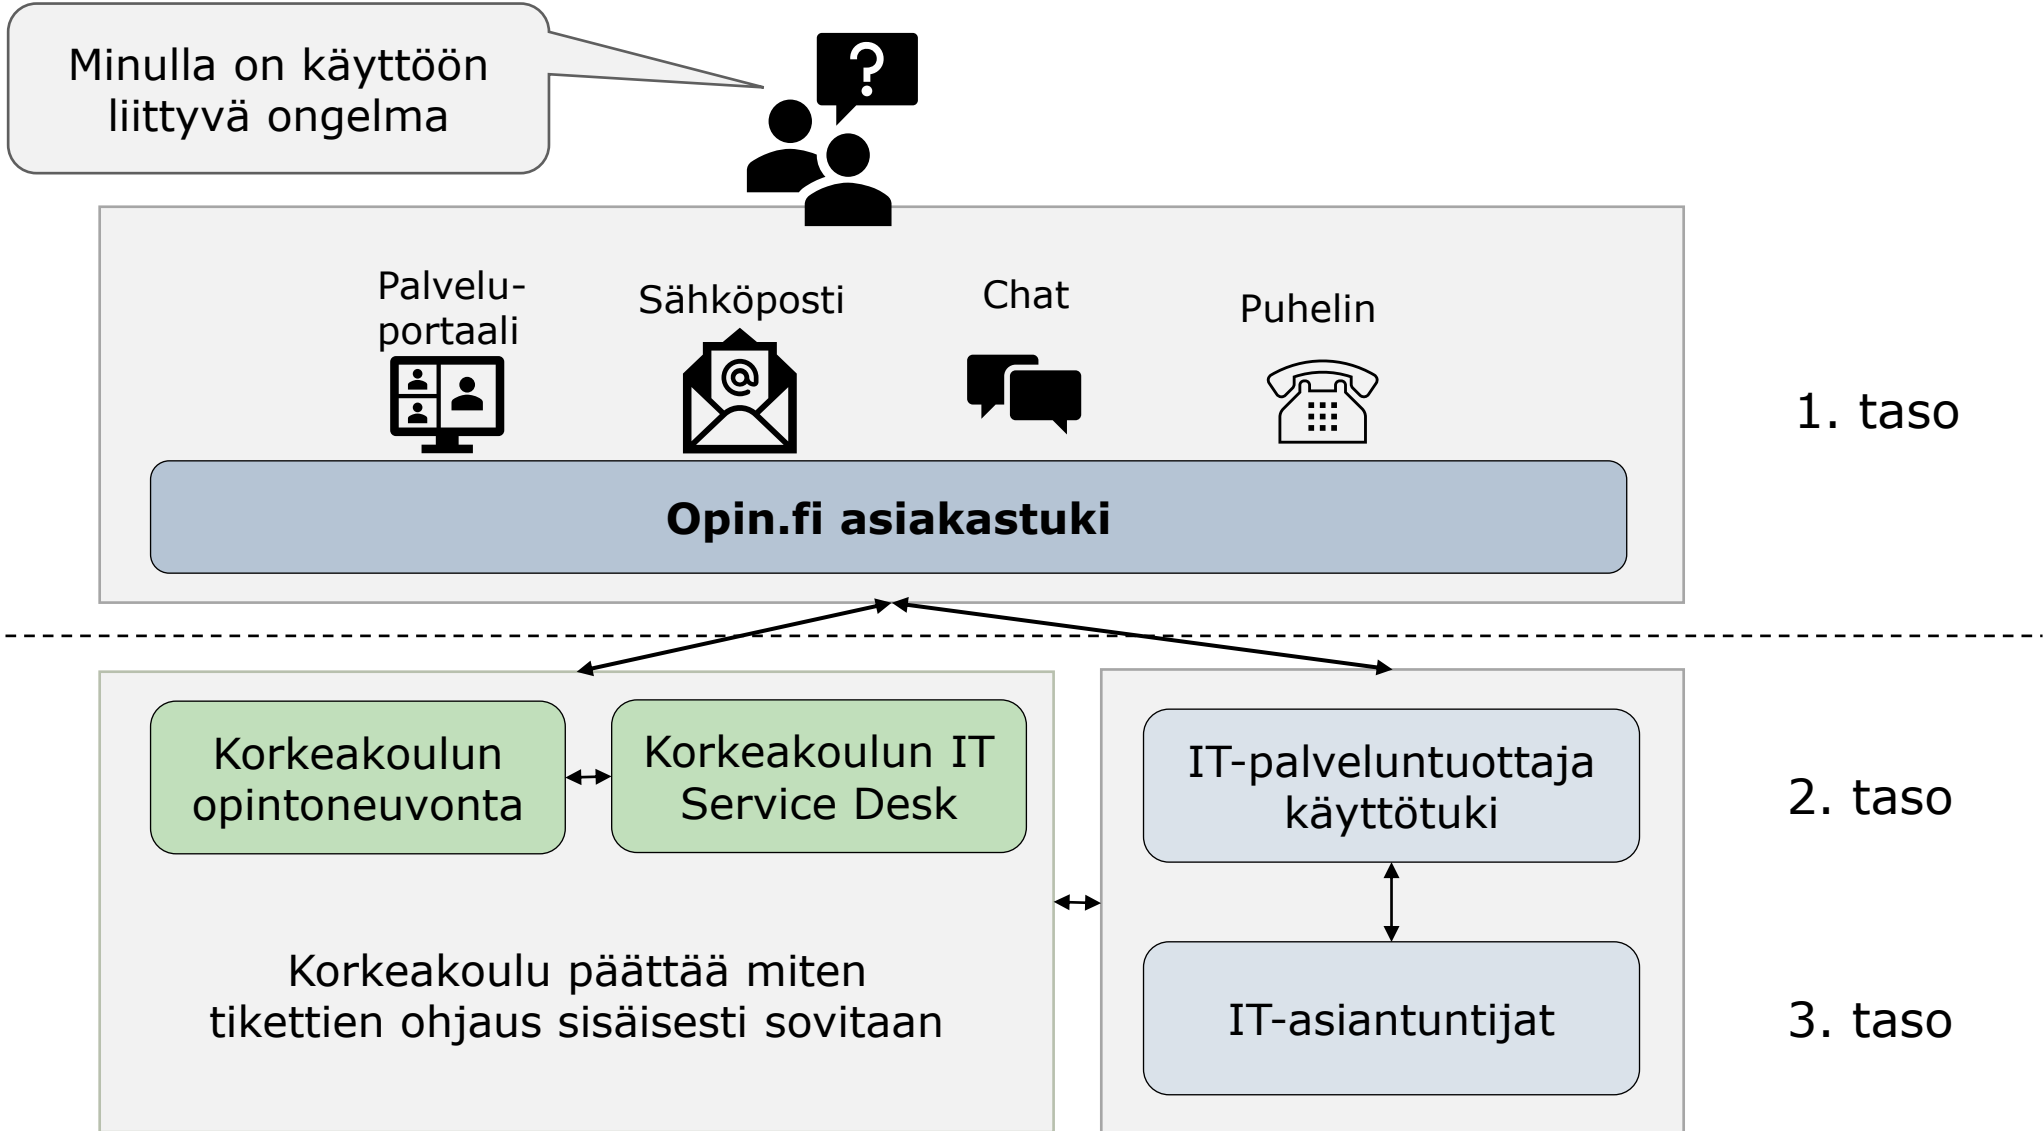 Minulla on käyttöön
liittyvä ongelma
?
Palvelu-
portaali
Sähköposti
@
Chat
Puhelin
Opin.fi asiakastuki
1. taso
Korkeakoulun
opintoneuvonta
Korkeakoulun IT
Service Desk
IT-palveluntuottaja
käyttötuki
2. taso
Korkeakoulu päättää miten
tikettien ohjaus sisäisesti sovitaan
IT-asiantuntijat
3. taso